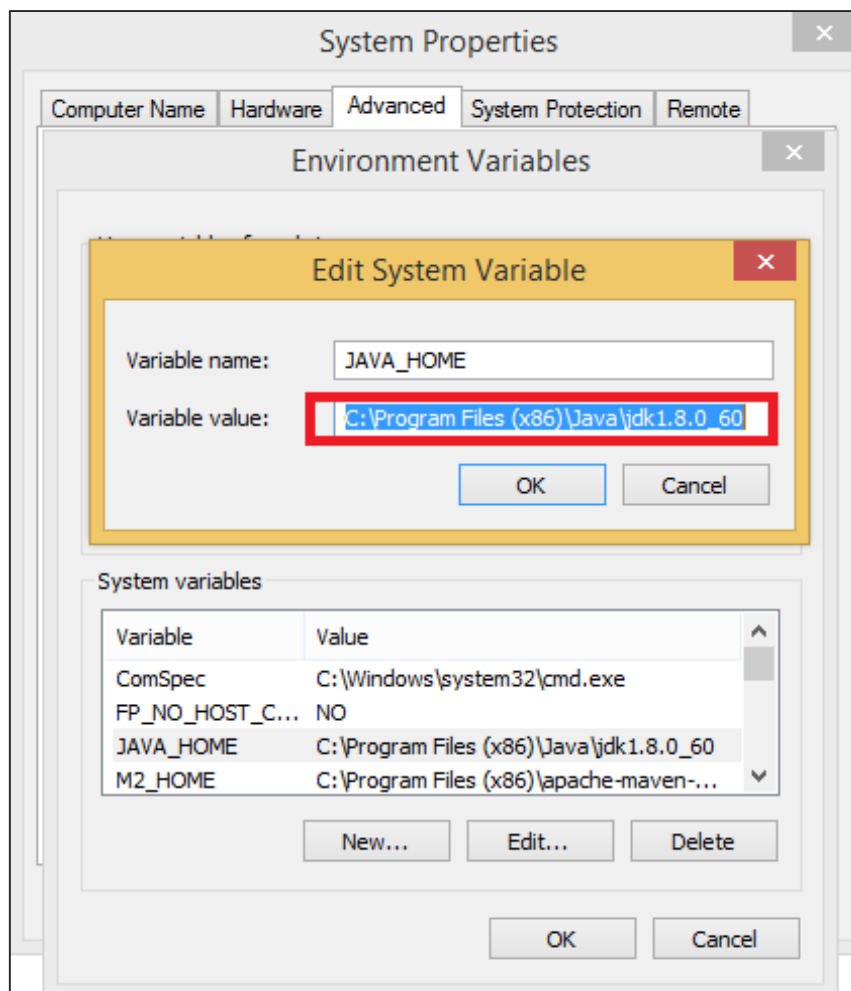 System Properties
Computer Name Hardware Advanced System Protection Remote
Environment Variables
Edit System Variable
Variable name: JAVA_HOME
Variable value: C:\Program Files (x86)\Java\jdk1.8.0_60
OK Cancel
System variables
Variable Value
ComSpec C:\Windows\system32\cmd.exe
FP_NO_HOST_C... NO
JAVA_HOME C:\Program Files (x86)\Java\jdk1.8.0_60
M2_HOME C:\Program Files (x86)\apache-maven-...
New... Edit... Delete
OK Cancel